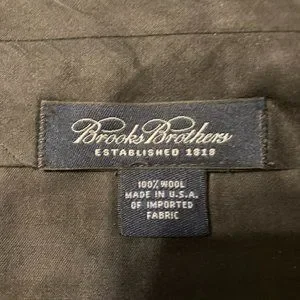 Brooks Brothers
ESTABLISHED 1818
100% WOOL
MADE IN U.S.A.
OF IMPORTED
FABRIC